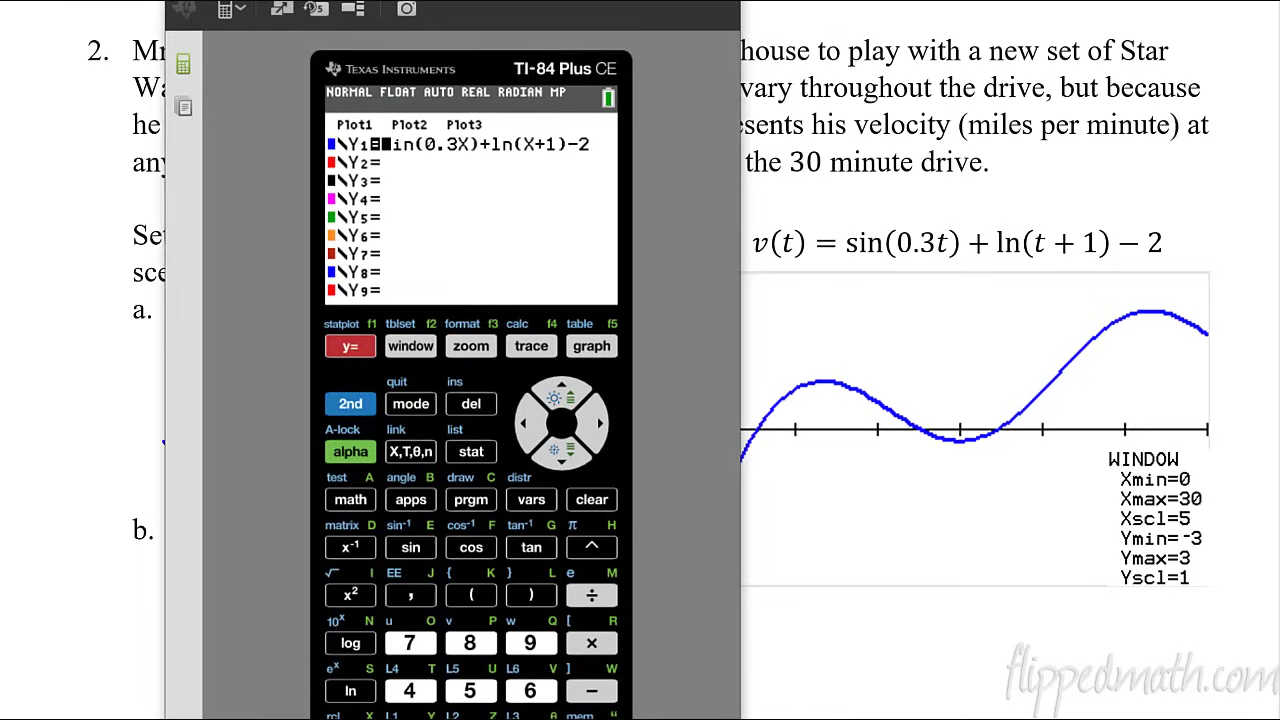 2. Mr
house to play with a new set of Star
Wa
vary throughout the drive, but because
he
esents his velocity (miles per minute) at
any
the 30 minute drive.
Set
v(t) = sin(0.3t) + ln(t + 1) − 2
sce
a.
b.
WINDOW
Xmin=0
Xmax=30
Xscl=5
Ymin=-3
Ymax=3
Yscl=1
flippedmath.com
TEXAS INSTRUMENTS TI-84 Plus CE
NORMAL FLOAT AUTO REAL RADIAN MP
Plot1 Plot2 Plot3
\Y1=in(0.3X)+ln(X+1)-2
\Y2=
\Y3=
\Y4=
\Y5=
\Y6=
\Y7=
\Y8=
\Y9=
statplot f1 tblset f2 format f3 calc f4 table f5
y= window zoom trace graph
quit ins
2nd mode del
A-lock link list
alpha X,T,θ,n stat
test A angle B draw C distr
math apps prgm vars clear
matrix D sin⁻¹ E cos⁻¹ F tan⁻¹ G π H
x⁻¹ sin cos tan ^
√ I EE J { K } L e M
x² , ( ) ÷
10ˣ N u O v P w Q [ R
log 7 8 9 ×
eˣ S L4 T L5 U L6 V ] W
ln 4 5 6 −
rcl X L1 Y L2 Z L3 θ mem "